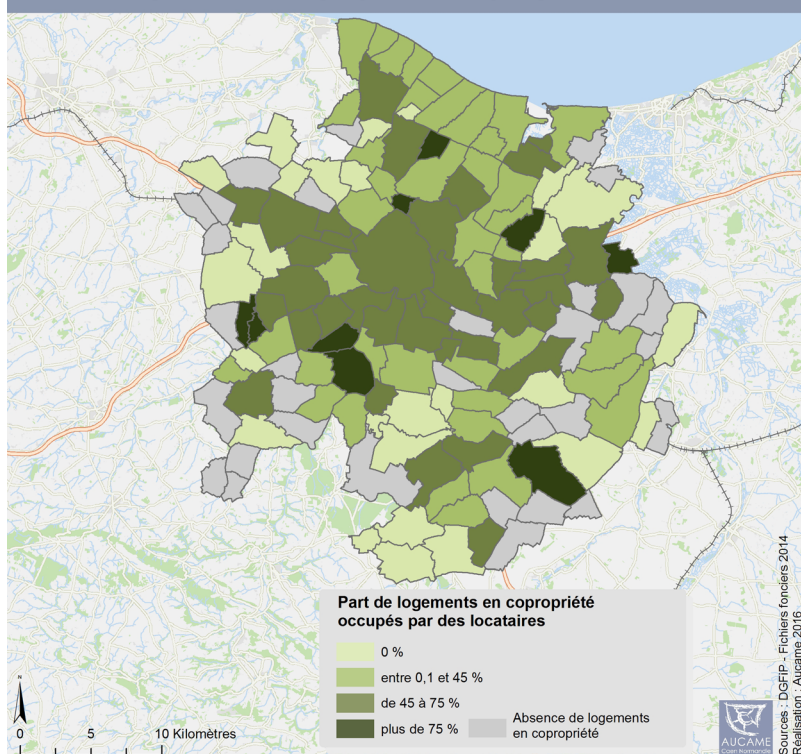 Part de logements en copropriété
occupés par des locataires
0 %
entre 0,1 et 45 %
de 45 à 75 %
plus de 75 %
Absence de logements
en copropriété
N
0 5 10 Kilomètres
AUCAME
Caen Normandie
Sources : DGFiP - Fichiers fonciers 2014
Réalisation : Aucame 2016